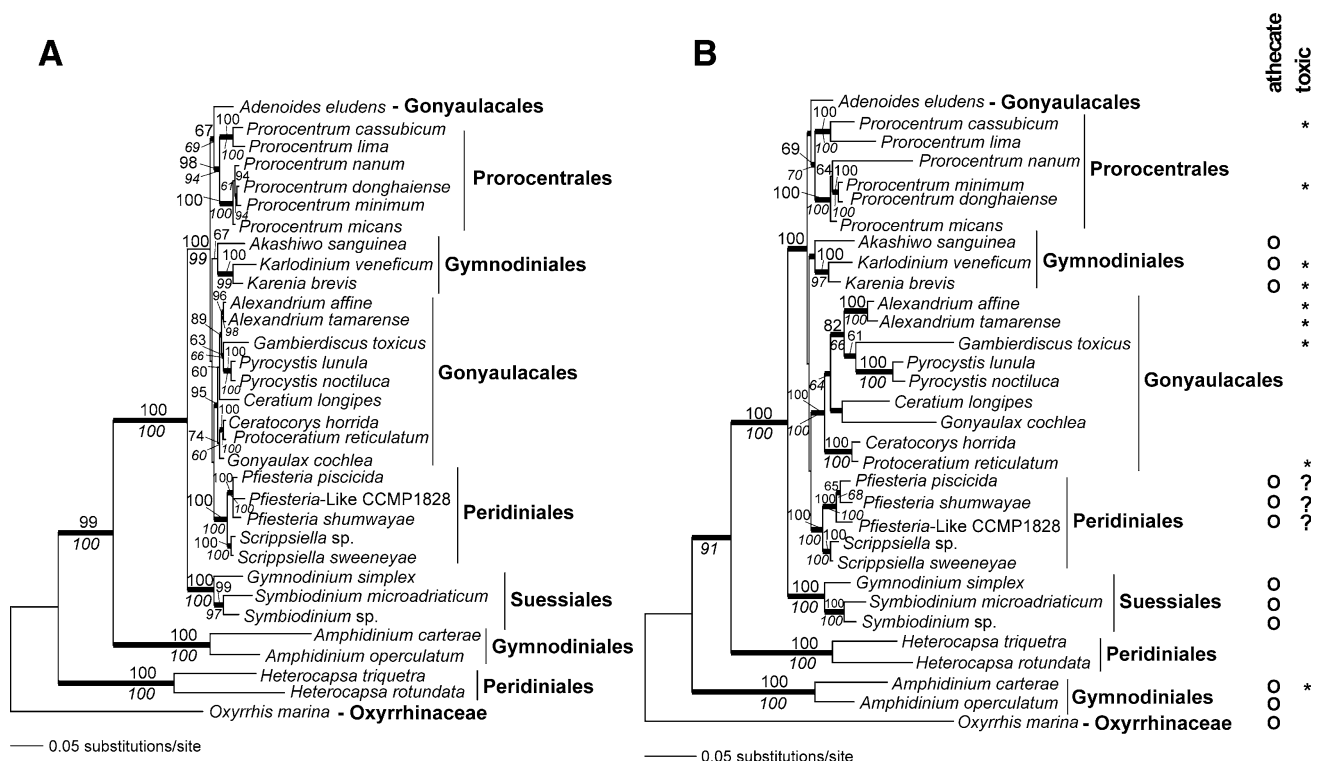 A
Adenoides eludens - Gonyaulacales
67
100
Prorocentrum cassubicum
69
100
Prorocentrum lima
98
94
Prorocentrum nanum
94
61
Prorocentrum donghaiense
Prorocentrales
100
100
94
Prorocentrum minimum
Prorocentrum micans
100
99
67
Akashiwo sanguinea
100
Karlodinium veneficum
Gymnodiniales
99
Karenia brevis
96
Alexandrium affine
89
98
Alexandrium tamarense
63
66
Gambierdiscus toxicus
60
100
100
Pyrocystis lunula
Gonyaulacales
Pyrocystis noctiluca
95
Ceratium longipes
100
Ceratocorys horrida
74
100
Protoceratium reticulatum
60
Gonyaulax cochlea
100
Pfiesteria piscicida
100
100
100
Pfiesteria-Like CCMP1828
Peridiniales
Pfiesteria shumwayae
100
100
Scrippsiella sp.
Scrippsiella sweeneyae
100
100
Gymnodinium simplex
99
97
Symbiodinium microadriaticum
Suessiales
Symbiodinium sp.
100
100
99
100
100
100
Amphidinium carterae
Gymnodiniales
Amphidinium operculatum
100
100
Heterocapsa triquetra
Peridiniales
Heterocapsa rotundata
Oxyrrhis marina - Oxyrrhinaceae
0.05 substitutions/site
B
athecate
toxic
Adenoides eludens - Gonyaulacales
100
100
Prorocentrum cassubicum *
Prorocentrum lima
69
70
64
Prorocentrum nanum
Prorocentrales
100
100
100
100
Prorocentrum minimum *
Prorocentrum donghaiense
Prorocentrum micans
100
Akashiwo sanguinea O
100
97
Karlodinium veneficum O *
Gymnodiniales
Karenia brevis O *
100
100
Alexandrium affine *
Alexandrium tamarense *
82
66
61
Gambierdiscus toxicus *
100
100
Pyrocystis lunula
Gonyaulacales
Pyrocystis noctiluca
64
100
100
Ceratium longipes
Gonyaulax cochlea
100
100
Ceratocorys horrida
Protoceratium reticulatum *
65
68
Pfiesteria piscicida O ?
100
100
Pfiesteria shumwayae O ?
Peridiniales
100
Pfiesteria-Like CCMP1828 O ?
100
100
Scrippsiella sp.
Scrippsiella sweeneyae
100
100
Gymnodinium simplex O
100
100
Symbiodinium microadriaticum O
Suessiales
Symbiodinium sp. O
100
100
91
100
100
Heterocapsa triquetra
Peridiniales
Heterocapsa rotundata
100
100
Amphidinium carterae O *
Gymnodiniales
Amphidinium operculatum O
Oxyrrhis marina - Oxyrrhinaceae O
0.05 substitutions/site